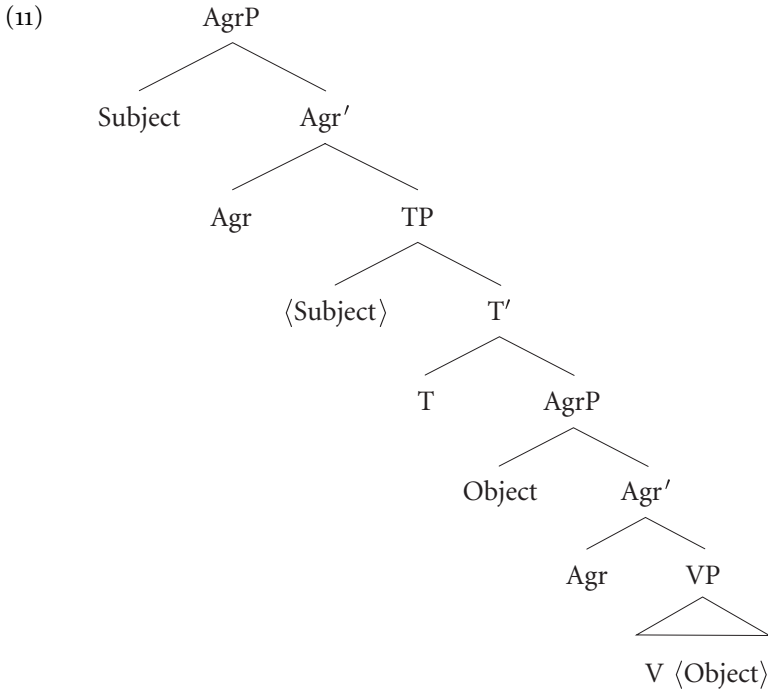 (11)
AgrP
Subject Agr′
Agr TP
⟨Subject⟩ T′
T AgrP
Object Agr′
Agr VP
V ⟨Object⟩